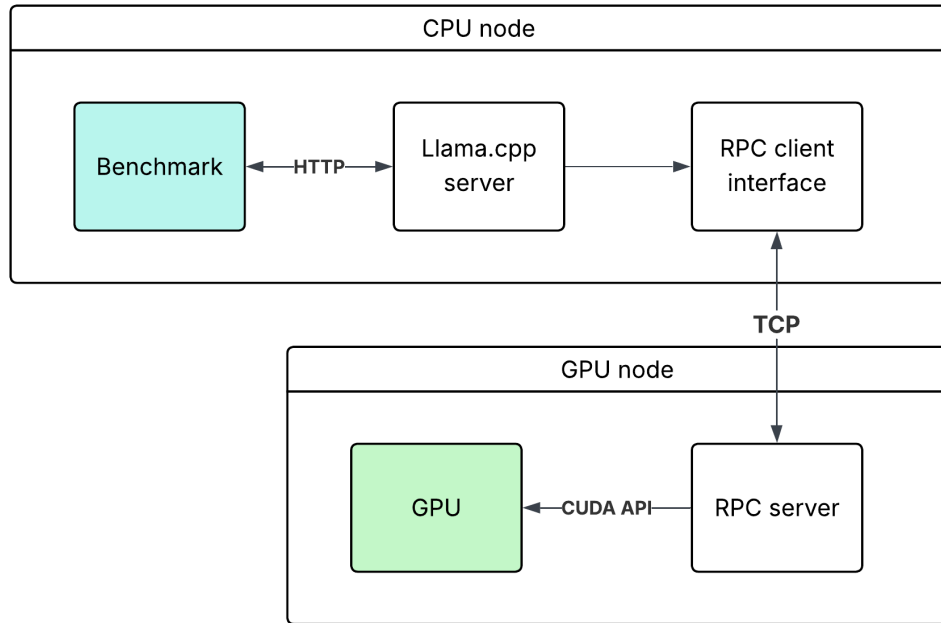 CPU node
Benchmark
HTTP
Llama.cpp
server
RPC client
interface
TCP
GPU node
GPU
CUDA API
RPC server